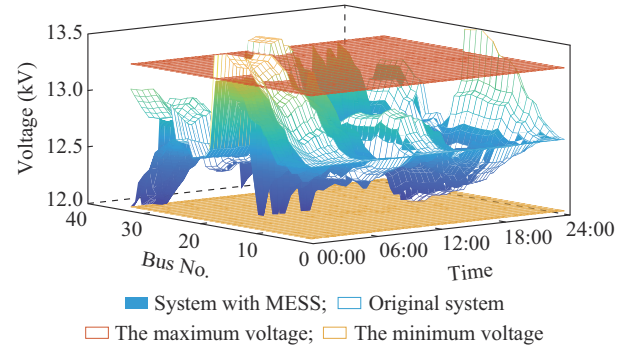 13.5
13.0
12.5
12.0
Voltage (kV)
40
30
20
10
0
Bus No.
00:00
06:00
12:00
18:00
24:00
Time
System with MESS; Original system
The maximum voltage; The minimum voltage